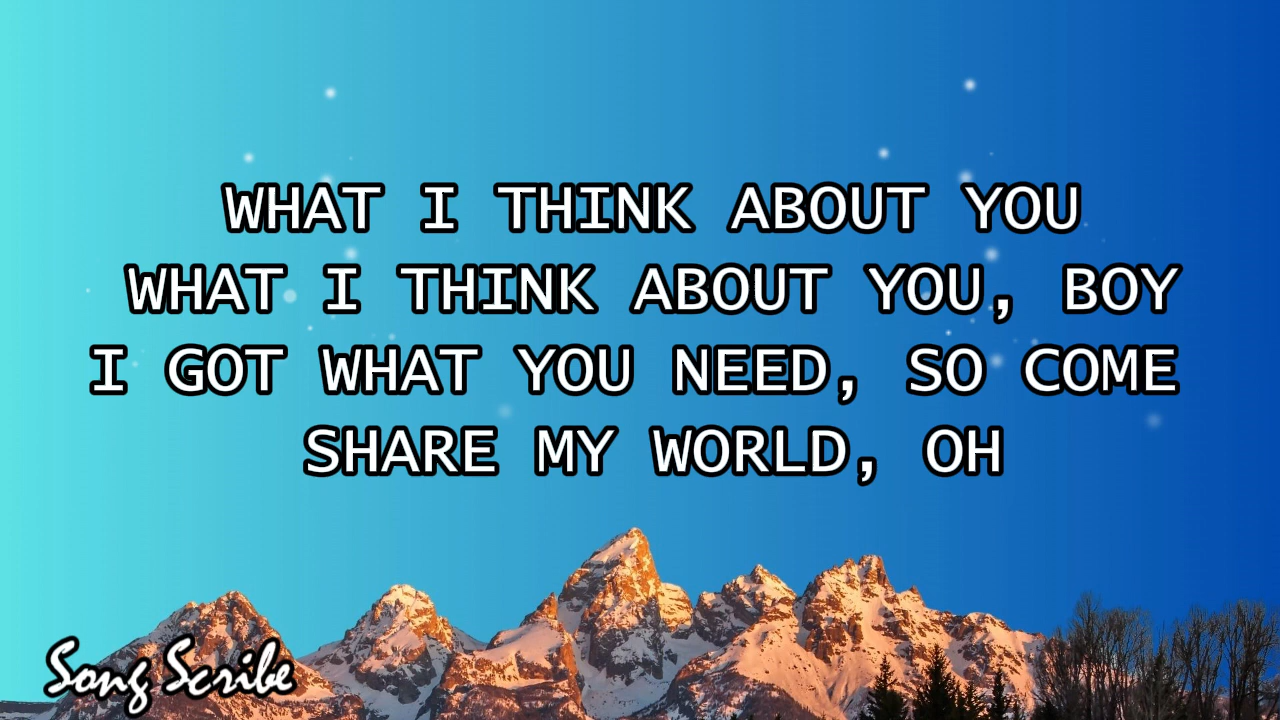 WHAT I THINK ABOUT YOU
WHAT I THINK ABOUT YOU, BOY
I GOT WHAT YOU NEED, SO COME
SHARE MY WORLD, OH
Song Scribe